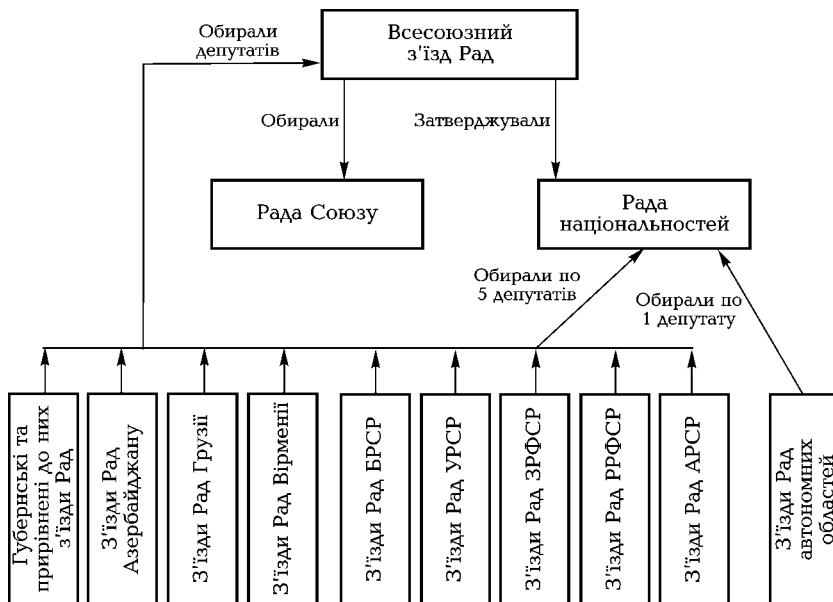 Обирали
депутатів
Всесоюзний
з'їзд Рад
Обирали
Затверджували
Рада Союзу
Рада
національностей
Обирали по
5 депутатів
Обирали по
1 депутату
Губернські та
прирівнені до них
з'їзди Рад
З'їзди Рад
Азербайджану
З'їзди Рад Грузії
З'їзди Рад Вірменії
З'їзди Рад БРСР
З'їзди Рад УРСР
З'їзди Рад ЗРФСР
З'їзди Рад РРФСР
З'їзди Рад АРСР
З'їзди Рад
автономних
областей